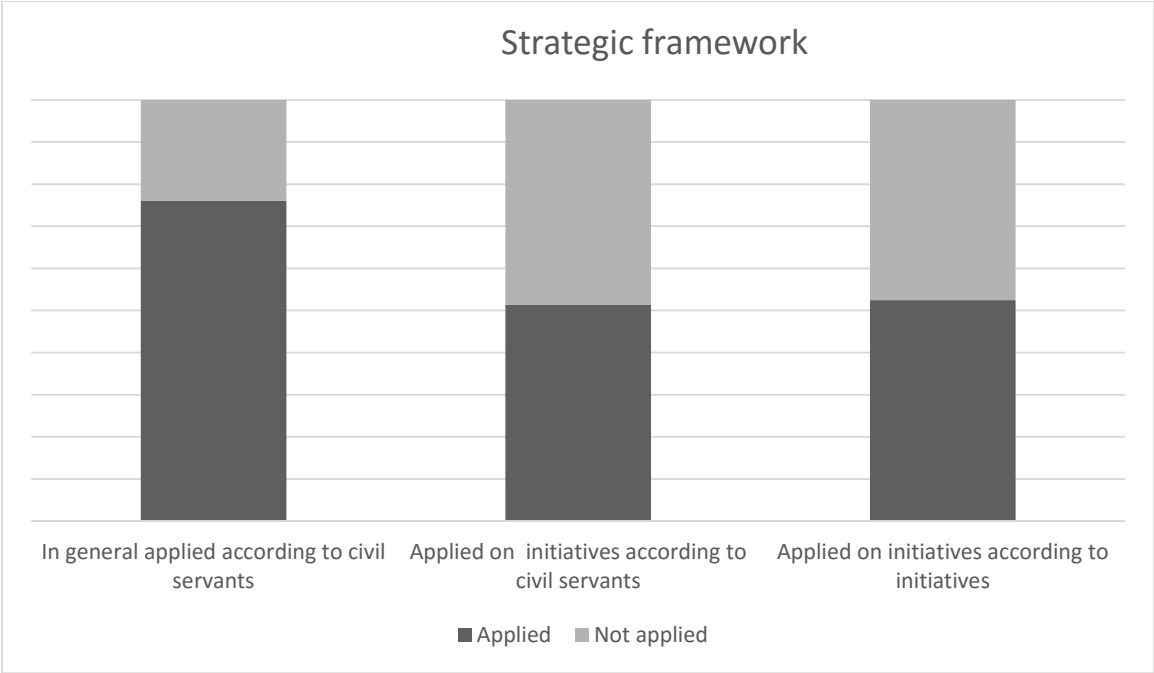 Strategic framework
In general applied according to civil
servants
Applied on  initiatives according to
civil servants
Applied on initiatives according to
initiatives
Applied
Not applied